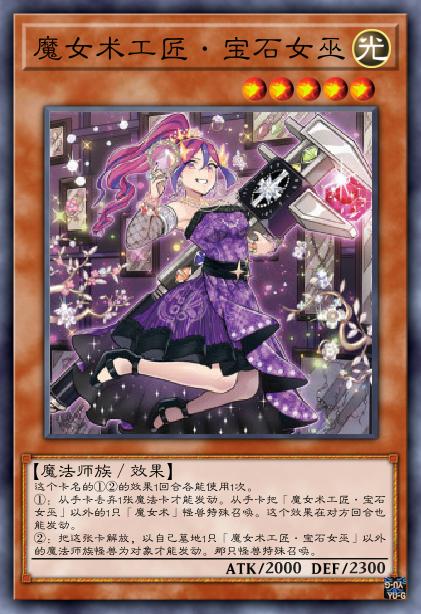 魔女术工匠·宝石女巫
光
【魔法师族/效果】
这个卡名的①②的效果1回合各能使用1次。
①：从手卡丢弃1张魔法卡才能发动。从手卡把「魔女术工匠·宝石
女巫」以外的1只「魔女术」怪兽特殊召唤。这个效果在对方回合也
能发动。
②：把这张卡解放，以自己墓地1只「魔女术工匠·宝石女巫」以外
的魔法师族怪兽为对象才能发动。那只怪兽特殊召唤。
ATK/2000 DEF/2300